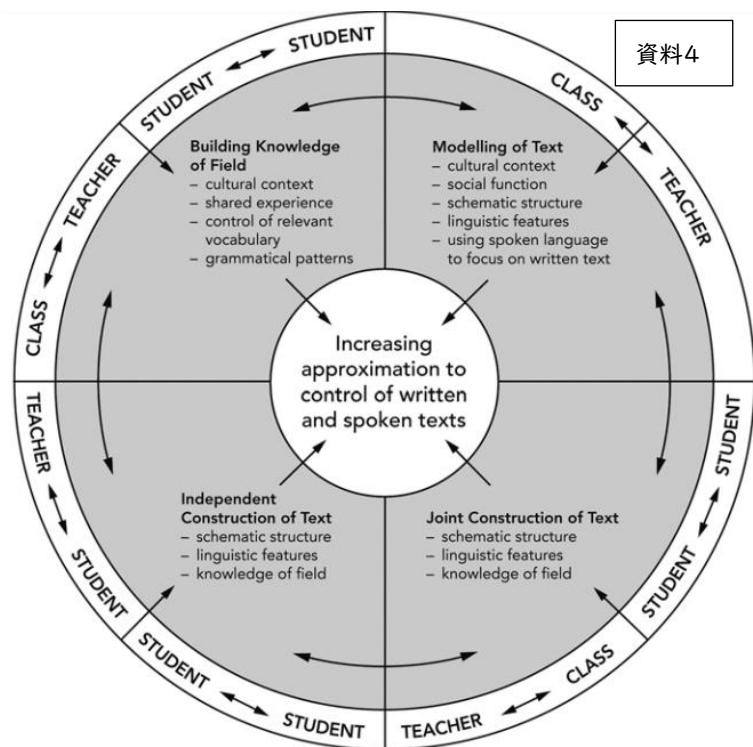 資料4
STUDENT ↔ STUDENT
CLASS ↔ TEACHER
CLASS ↔ TEACHER
Building Knowledge
of Field
– cultural context
– shared experience
– control of relevant
vocabulary
– grammatical patterns
Modelling of Text
– cultural context
– social function
– schematic structure
– linguistic features
– using spoken language
to focus on written text
Increasing
approximation to
control of written
and spoken texts
Independent
Construction of Text
– schematic structure
– linguistic features
– knowledge of field
Joint Construction of Text
– schematic structure
– linguistic features
– knowledge of field
TEACHER ↔ STUDENT
STUDENT ↔ STUDENT
TEACHER ↔ CLASS
STUDENT ↔ STUDENT